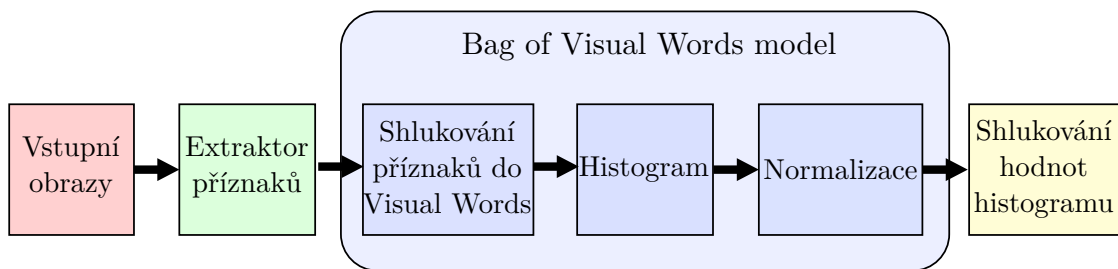 Bag of Visual Words model
Vstupní
obrazy
Extraktor
příznaků
Shlukování
příznaků do
Visual Words
Histogram
Normalizace
Shlukování
hodnot
histogramu